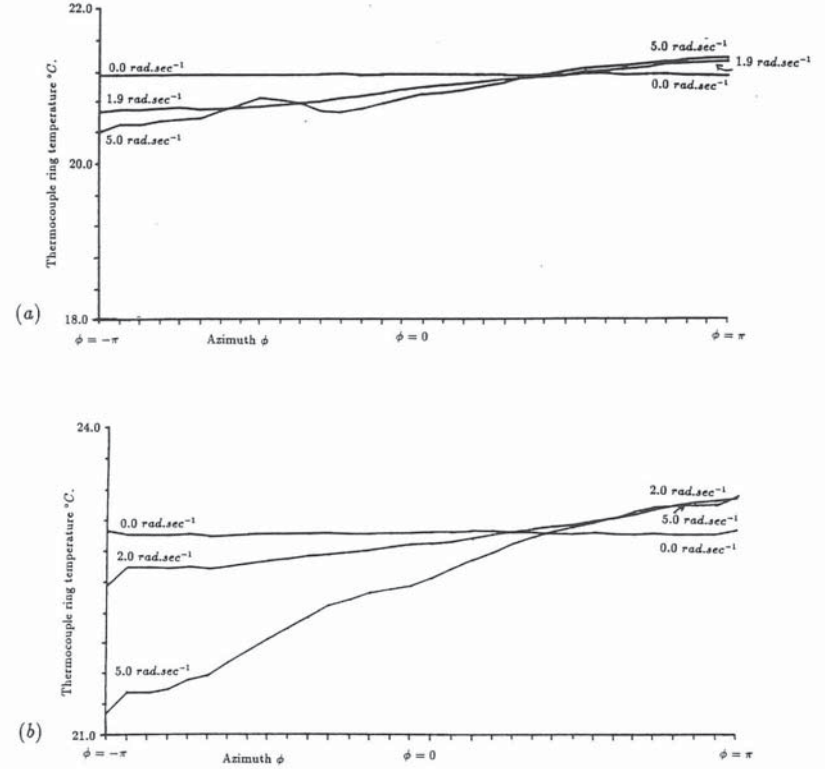 22.0
5.0 rad.sec⁻¹
0.0 rad.sec⁻¹
1.9 rad.sec⁻¹
1.9 rad.sec⁻¹
0.0 rad.sec⁻¹
5.0 rad.sec⁻¹
20.0
Thermocouple ring temperature °C.
(a)
18.0
ϕ = −π
Azimuth ϕ
ϕ = 0
ϕ = π
24.0
2.0 rad.sec⁻¹
0.0 rad.sec⁻¹
5.0 rad.sec⁻¹
0.0 rad.sec⁻¹
2.0 rad.sec⁻¹
Thermocouple ring temperature °C.
5.0 rad.sec⁻¹
(b)
21.0
ϕ = −π
Azimuth ϕ
ϕ = 0
ϕ = π